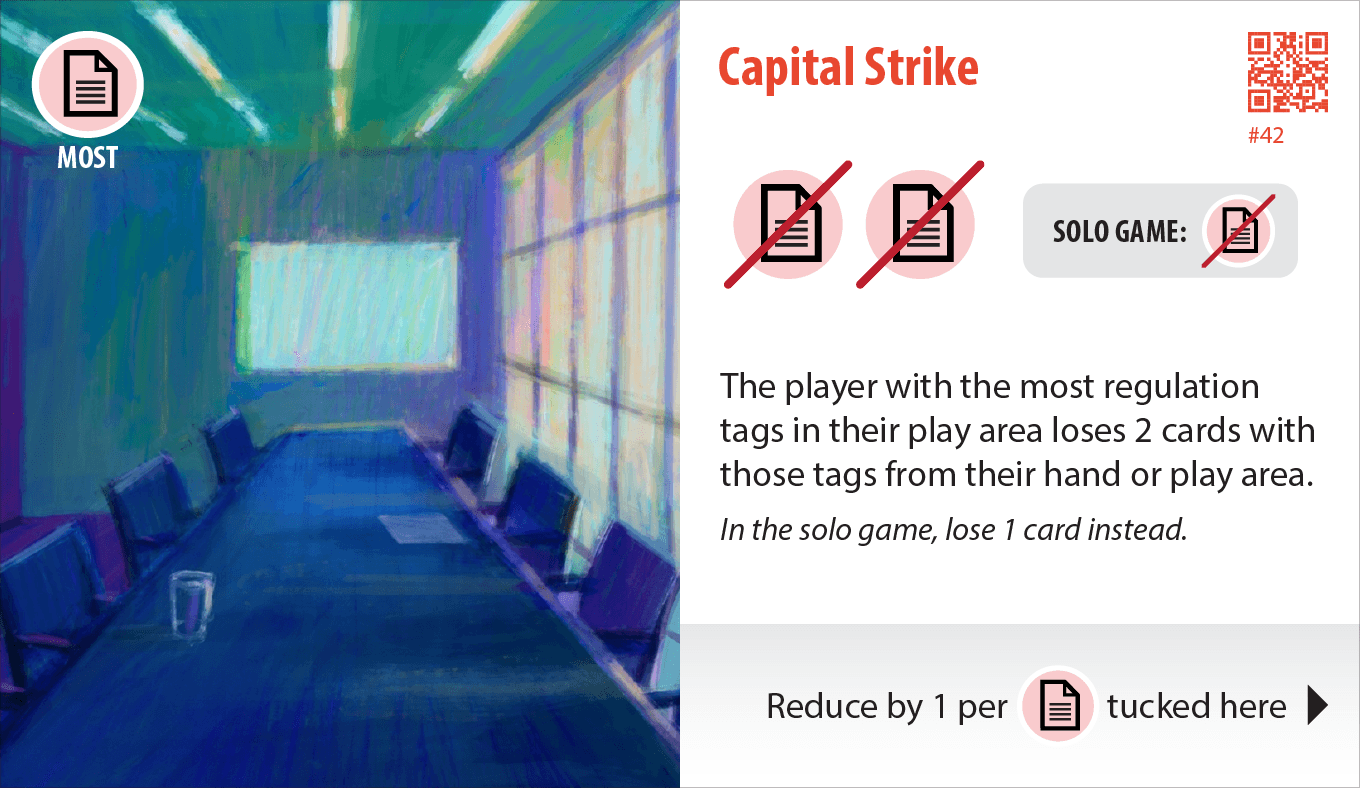 MOST
Capital Strike
#42
SOLO GAME:
The player with the most regulation
tags in their play area loses 2 cards with
those tags from their hand or play area.
In the solo game, lose 1 card instead.
Reduce by 1 per tucked here